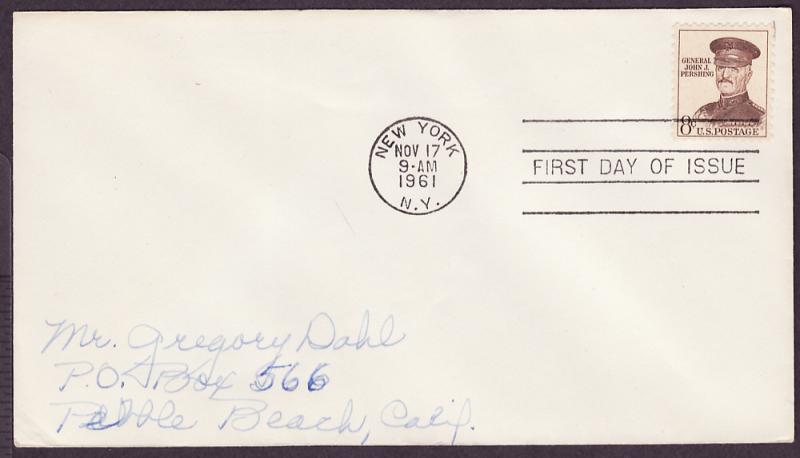 GENERAL
JOHN J.
PERSHING
8¢ U.S. POSTAGE
NEW YORK
NOV 17
9-AM
1961
N.Y.
FIRST DAY OF ISSUE
Mr. Gregory Dahl
P.O. Box 566
Pebble Beach, Calif.